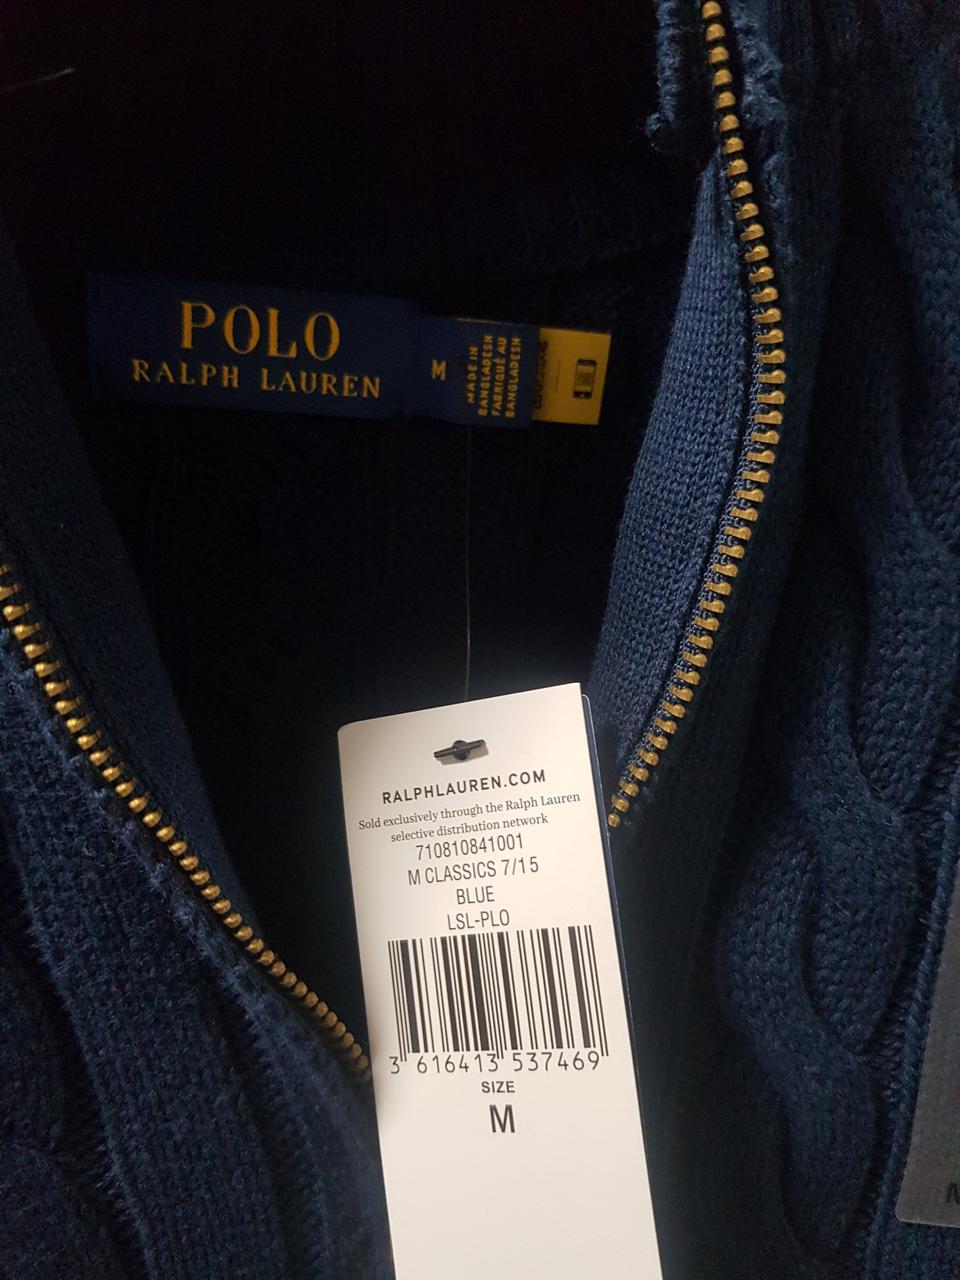 POLO
RALPH LAUREN
M
MADE IN
BANGLADESH
FABRIQUÉ AU
BANGLADESH
RALPHLAUREN.COM
Sold exclusively through the Ralph Lauren
selective distribution network
710810841001
M CLASSICS 7/15
BLUE
LSL-PLO
3 616413 537469
SIZE
M